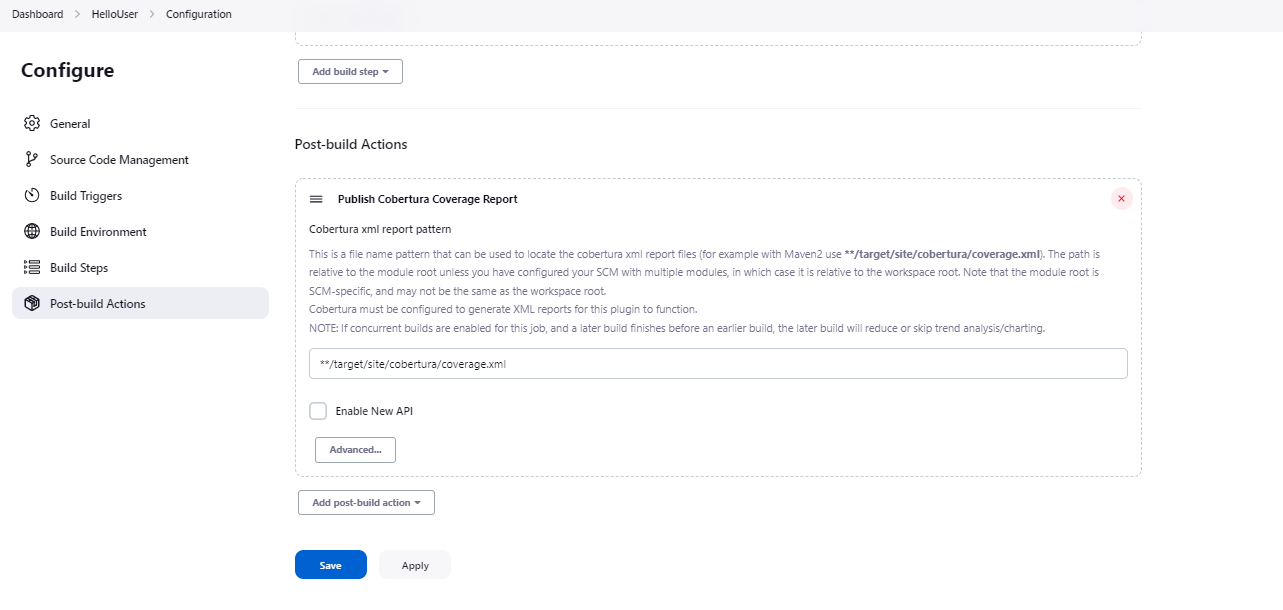 Dashboard > HelloUser > Configuration
Configure
General
Source Code Management
Build Triggers
Build Environment
Build Steps
Post-build Actions
Add build step
Post-build Actions
Publish Cobertura Coverage Report
Cobertura xml report pattern
This is a file name pattern that can be used to locate the cobertura xml report files (for example with Maven2 use **/target/site/cobertura/coverage.xml). The path is
relative to the module root unless you have configured your SCM with multiple modules, in which case it is relative to the workspace root. Note that the module root is
SCM-specific, and may not be the same as the workspace root.
Cobertura must be configured to generate XML reports for this plugin to function.
NOTE: If concurrent builds are enabled for this job, and a later build finishes before an earlier build, the later build will reduce or skip trend analysis/charting.
**/target/site/cobertura/coverage.xml
Enable New API
Advanced...
Add post-build action
Save Apply